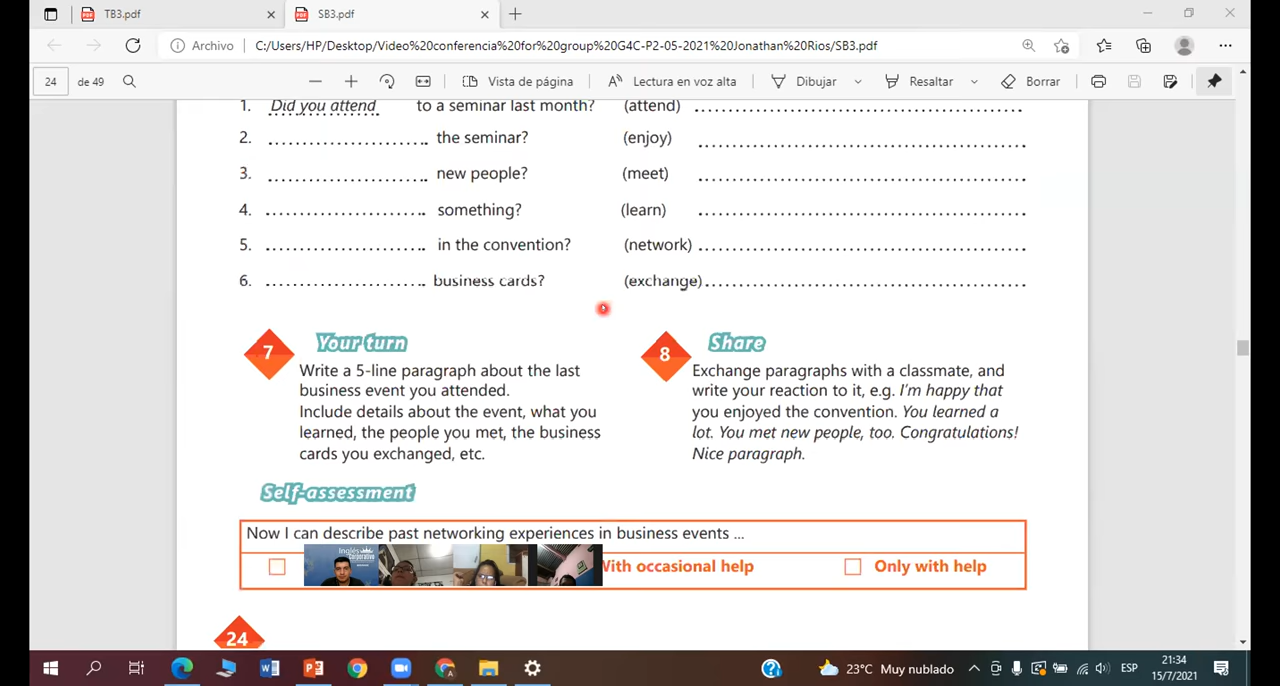 TB3.pdf
SB3.pdf
Archivo
C:/Users/HP/Desktop/Video%20conferencia%20for%20group%20G4C-P2-05-2021%20Jonathan%20Rios/SB3.pdf
24 de 49
Vista de página
Lectura en voz alta
Dibujar
Resaltar
Borrar
1. Did you attend to a seminar last month? (attend) ........................................
2. ........................... the seminar? (enjoy) ........................................
3. ........................... new people? (meet) ........................................
4. ........................... something? (learn) ........................................
5. ........................... in the convention? (network) ........................................
6. ........................... business cards? (exchange) ........................................
7 Your turn
Write a 5-line paragraph about the last
business event you attended.
Include details about the event, what you
learned, the people you met, the business
cards you exchanged, etc.
8 Share
Exchange paragraphs with a classmate, and
write your reaction to it, e.g. I'm happy that
you enjoyed the convention. You learned a
lot. You met new people, too. Congratulations!
Nice paragraph.
Self-assessment
Now I can describe past networking experiences in business events ...
Inglés
Corporative
With occasional help
Only with help
24
23°C Muy nublado
ESP
21:34
15/7/2021